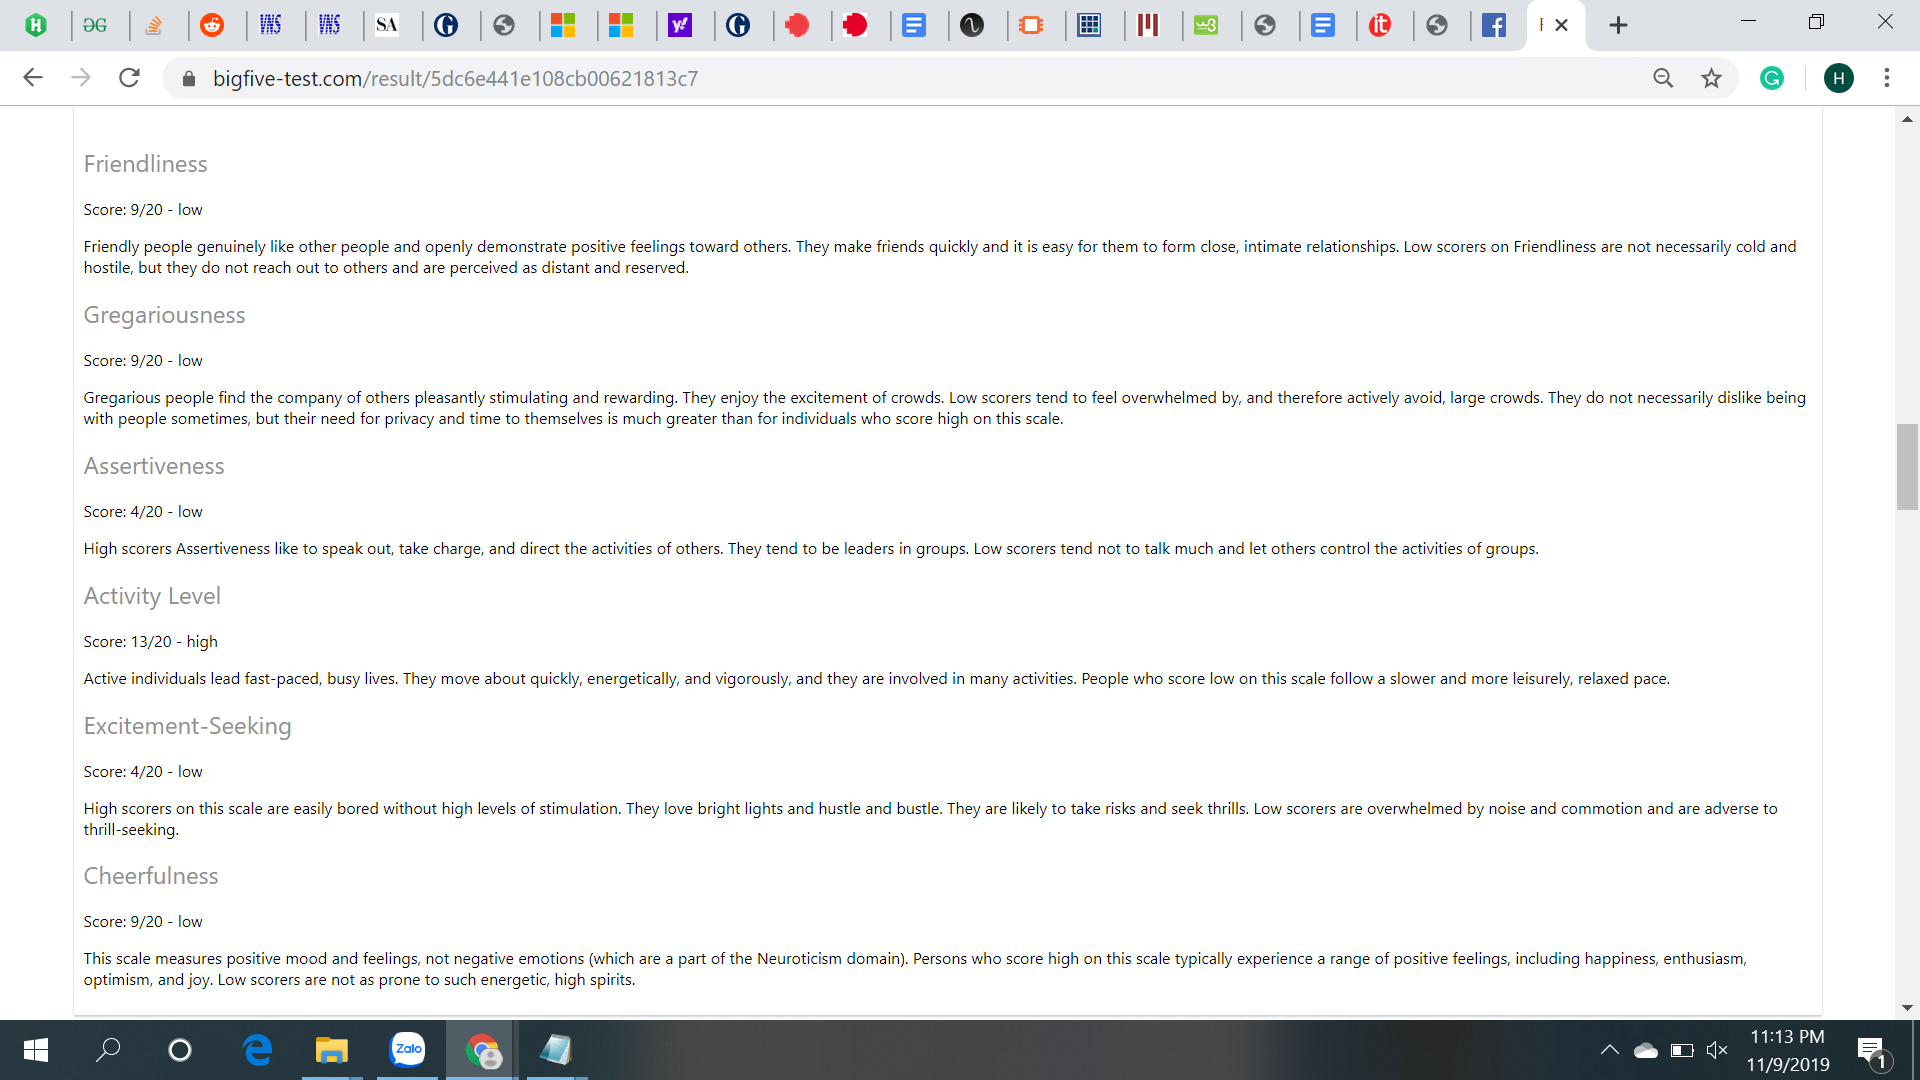 SA
y!
w3
it
bigfive-test.com/result/5dc6e441e108cb00621813c7
H
Friendliness
Score: 9/20 - low
Friendly people genuinely like other people and openly demonstrate positive feelings toward others. They make friends quickly and it is easy for them to form close, intimate relationships. Low scorers on Friendliness are not necessarily cold and
hostile, but they do not reach out to others and are perceived as distant and reserved.
Gregariousness
Score: 9/20 - low
Gregarious people find the company of others pleasantly stimulating and rewarding. They enjoy the excitement of crowds. Low scorers tend to feel overwhelmed by, and therefore actively avoid, large crowds. They do not necessarily dislike being
with people sometimes, but their need for privacy and time to themselves is much greater than for individuals who score high on this scale.
Assertiveness
Score: 4/20 - low
High scorers Assertiveness like to speak out, take charge, and direct the activities of others. They tend to be leaders in groups. Low scorers tend not to talk much and let others control the activities of groups.
Activity Level
Score: 13/20 - high
Active individuals lead fast-paced, busy lives. They move about quickly, energetically, and vigorously, and they are involved in many activities. People who score low on this scale follow a slower and more leisurely, relaxed pace.
Excitement-Seeking
Score: 4/20 - low
High scorers on this scale are easily bored without high levels of stimulation. They love bright lights and hustle and bustle. They are likely to take risks and seek thrills. Low scorers are overwhelmed by noise and commotion and are adverse to
thrill-seeking.
Cheerfulness
Score: 9/20 - low
This scale measures positive mood and feelings, not negative emotions (which are a part of the Neuroticism domain). Persons who score high on this scale typically experience a range of positive feelings, including happiness, enthusiasm,
optimism, and joy. Low scorers are not as prone to such energetic, high spirits.
Zalo
11:13 PM
11/9/2019
1